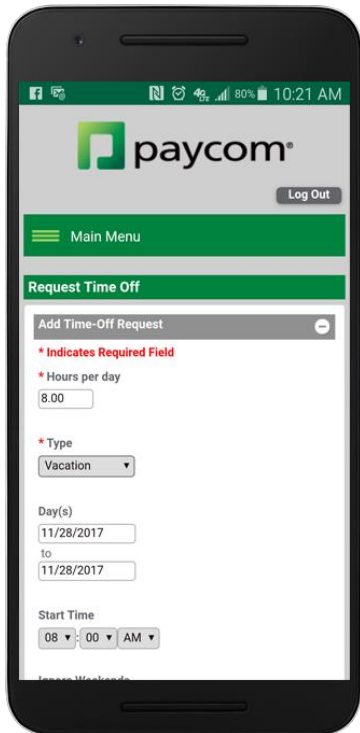 80% 10:21 AM
paycom
Log Out
Main Menu
Request Time Off
Add Time-Off Request
* Indicates Required Field
* Hours per day
8.00
* Type
Vacation
Day(s)
11/28/2017
to
11/28/2017
Start Time
08 : 00 AM